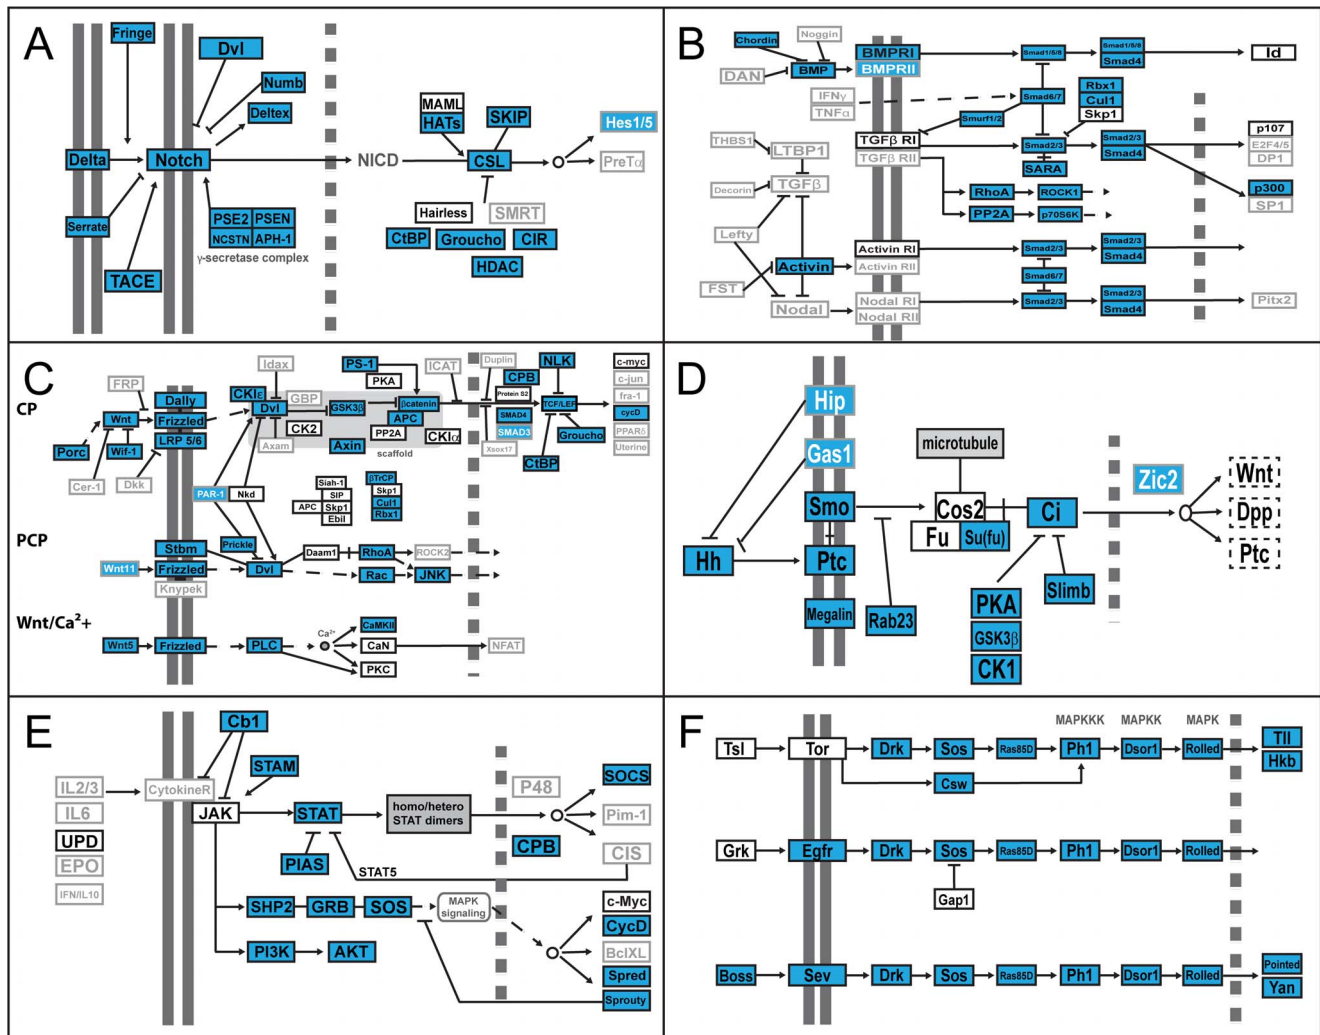 A
Fringe
Dvl
Numb
Deltex
Delta
Notch
Serrate
TACE
PSE2 PSEN
NCSTN APH-1
γ-secretase complex
NICD
MAML
HATs
SKIP
CSL
Hairless
SMRT
CtBP Groucho CIR
HDAC
Hes1/5
PreTα
B
Chordin
Noggin
DAN
BMP
BMPRI
BMPRII
Smad1/5/8
Smad1/5/8
Smad4
Id
IFNγ
TNFα
Smad6/7
Smurf1/2
Rbx1
Cul1
Skp1
THBS1
LTBP1
TGFβ RI
TGFβ RII
Smad2/3
SARA
Smad2/3
Smad4
p107
E2F4/5
DP1
p300
SP1
Decorin
TGFβ
RhoA
ROCK1
PP2A
p70S6K
Lefty
Activin
Activin RI
Activin RII
Smad2/3
Smad2/3
Smad4
Smad6/7
FST
Nodal
Nodal RI
Nodal RII
Smad2/3
Smad2/3
Smad4
Pitx2
C
CP
FRP
Wnt
Porc
Wif-1
Cer-1
Dkk
Dally
Frizzled
LRP 5/6
Idax
CKIε
Dvl
GBP
Axam
CK2
GSK3β
Axin
PS-1
PKA
βcatenin
APC
PP2A
CKIα
scaffold
ICAT
Duplin
CPB
Protein S2
SMAD4
SMAD3
Xsox17
NLK
TCF/LEF
Groucho
CtBP
c-myc
c-jun
fra-1
cycD
PPARδ
Uterine
PAR-1
Nkd
Siah-1
SIP
APC
Skp1
Ebil
βTrCP
Skp1
Cul1
Rbx1
PCP
Stbm
Prickle
Wnt11
Frizzled
Knypek
Dvl
Daam1
RhoA
ROCK2
Rac
JNK
Wnt/Ca²+
Wnt5
Frizzled
PLC
Ca²⁺
CaMKII
CaN
PKC
NFAT
D
Hip
Gas1
Smo
Hh
Ptc
Megalin
Rab23
microtubule
Cos2
Fu
Su(fu)
Ci
PKA
GSK3β
CK1
Slimb
Zic2
Wnt
Dpp
Ptc
E
Cb1
STAM
IL2/3
IL6
UPD
EPO
IFN/IL10
CytokineR
JAK
STAT
PIAS
homo/hetero
STAT dimers
STAT5
P48
CPB
SOCS
Pim-1
CIS
SHP2
GRB
SOS
MAPK
signaling
PI3K
AKT
c-Myc
CycD
BclXL
Spred
Sprouty
F
MAPKKK MAPKK MAPK
Tsl
Tor
Drk
Sos
Ras85D
Ph1
Dsor1
Rolled
Tll
Hkb
Csw
Grk
Egfr
Drk
Sos
Ras85D
Ph1
Dsor1
Rolled
Gap1
Boss
Sev
Drk
Sos
Ras85D
Ph1
Dsor1
Rolled
Pointed
Yan